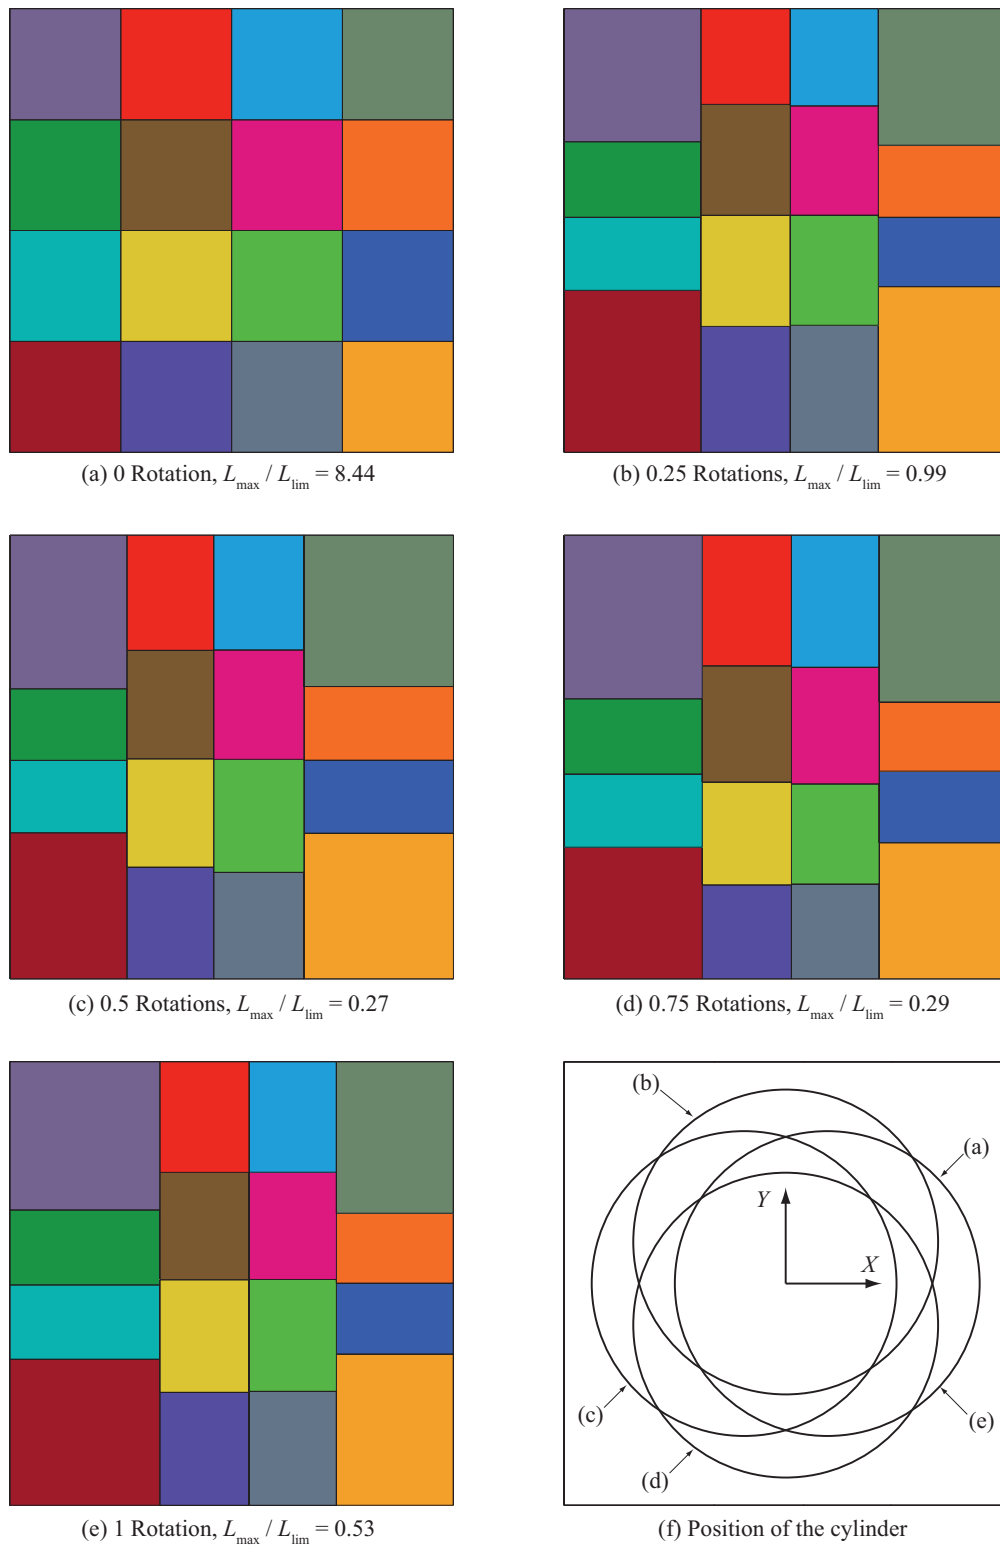 (a) 0 Rotation, L_max / L_lim = 8.44
(b) 0.25 Rotations, L_max / L_lim = 0.99
(c) 0.5 Rotations, L_max / L_lim = 0.27
(d) 0.75 Rotations, L_max / L_lim = 0.29
(b)
(a)
Y
X
(c)
(e)
(d)
(e) 1 Rotation, L_max / L_lim = 0.53
(f) Position of the cylinder